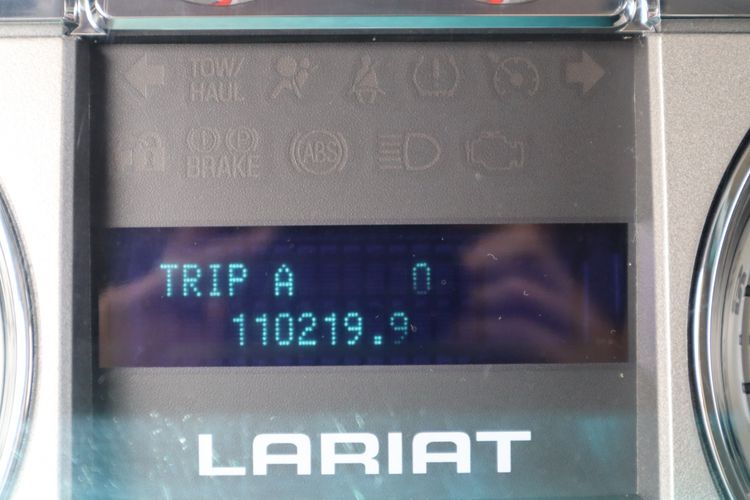 TOW/
HAUL
BRAKE
ABS
TRIP A 0
110219.9
LARIAT